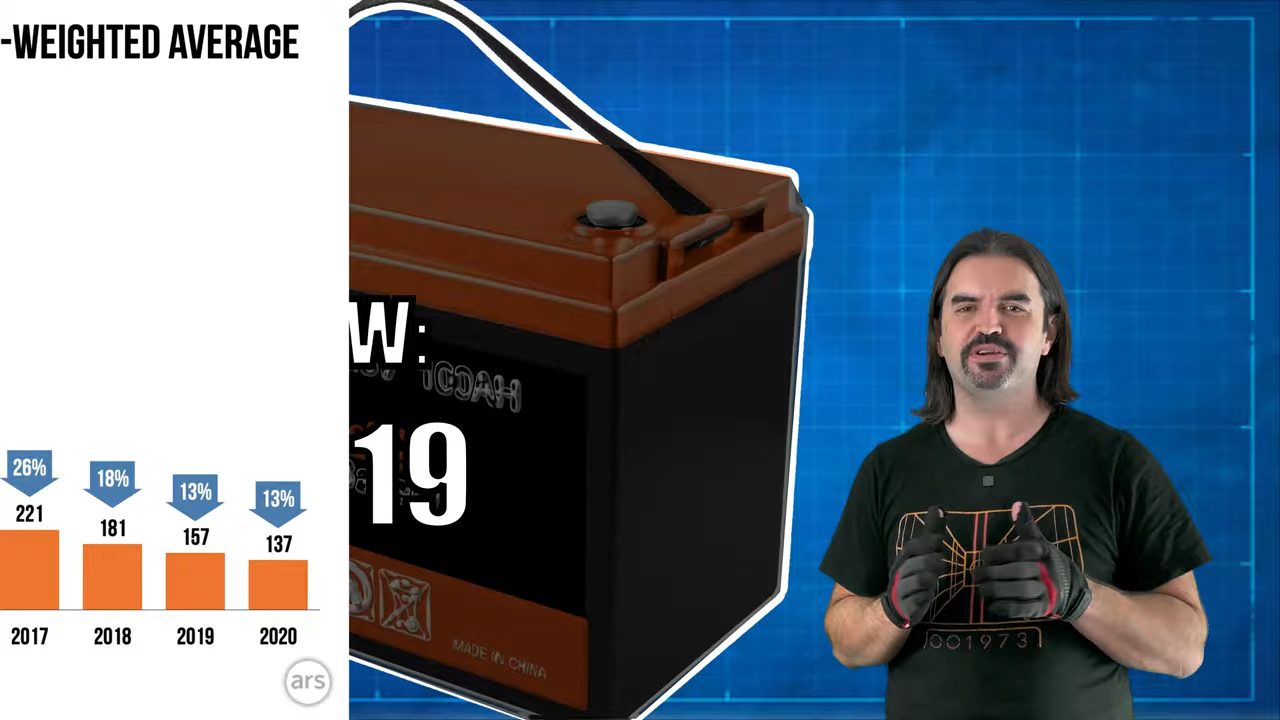 -WEIGHTED AVERAGE
26%
18%
13%
13%
221
181
157
137
2017
2018
2019
2020
ars
W:
100AH
19
MADE IN CHINA
001973